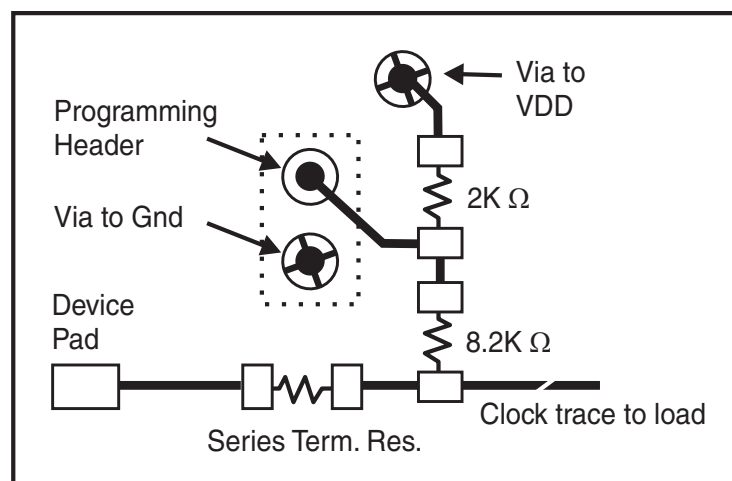 Via to
VDD
Programming
Header
2K Ω
Via to Gnd
Device
Pad
8.2K Ω
Clock trace to load
Series Term. Res.